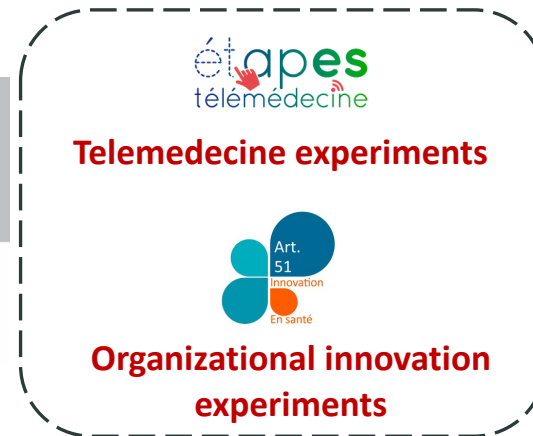 étapes
télémédecine
Telemedecine experiments
Art.
51
Innovation
En santé
Organizational innovation
experiments